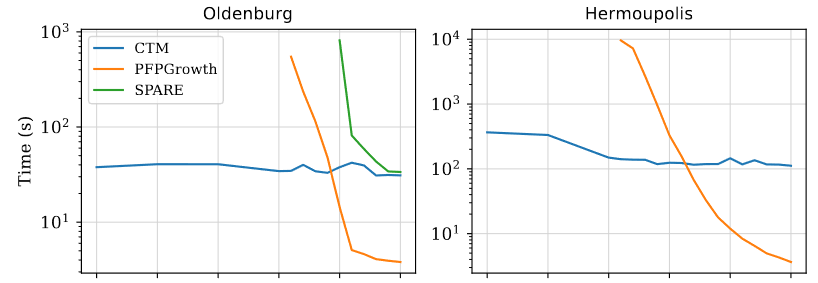 Oldenburg
Hermoupolis
CTM
PFPGrowth
SPARE
Time (s)
10³
10²
10¹
10⁴
10³
10²
10¹